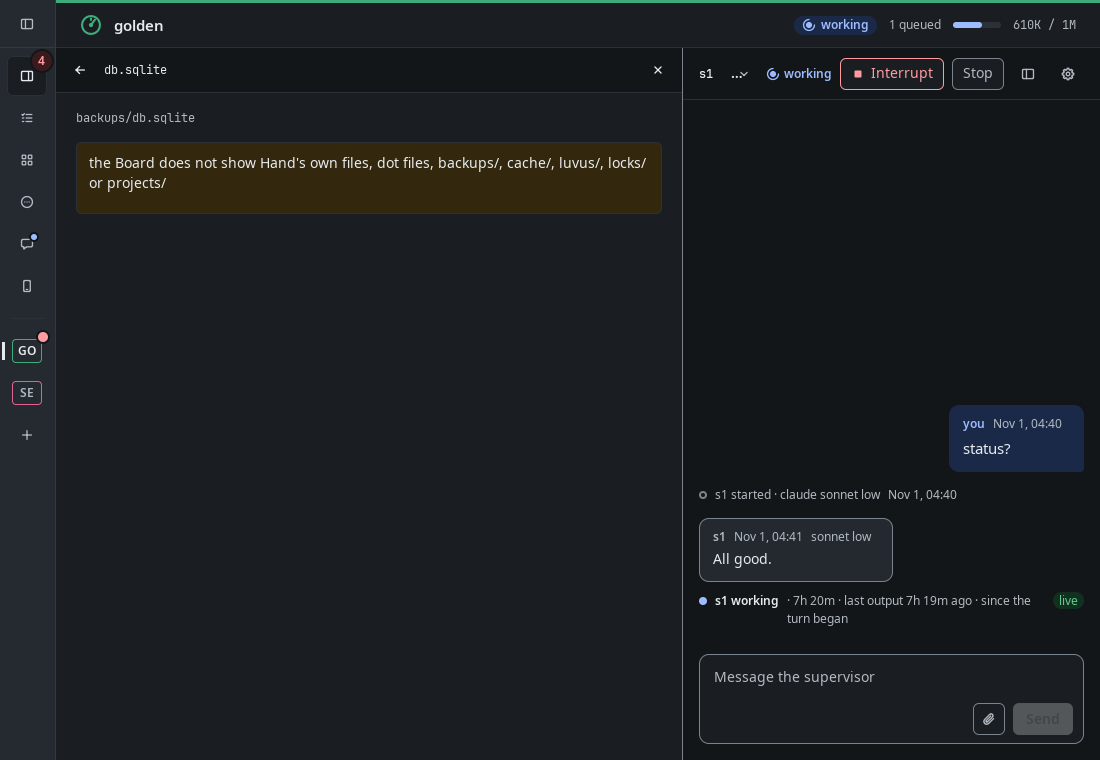 golden
working
1 queued
610K / 1M
4
GO
SE
db.sqlite
backups/db.sqlite
the Board does not show Hand's own files, dot files, backups/, cache/, luvus/, locks/
or projects/
s1
...
working
Interrupt
Stop
you Nov 1, 04:40
status?
s1 started · claude sonnet low Nov 1, 04:40
s1 Nov 1, 04:41 sonnet low
All good.
s1 working · 7h 20m · last output 7h 19m ago · since the
turn began
live
Message the supervisor
Send